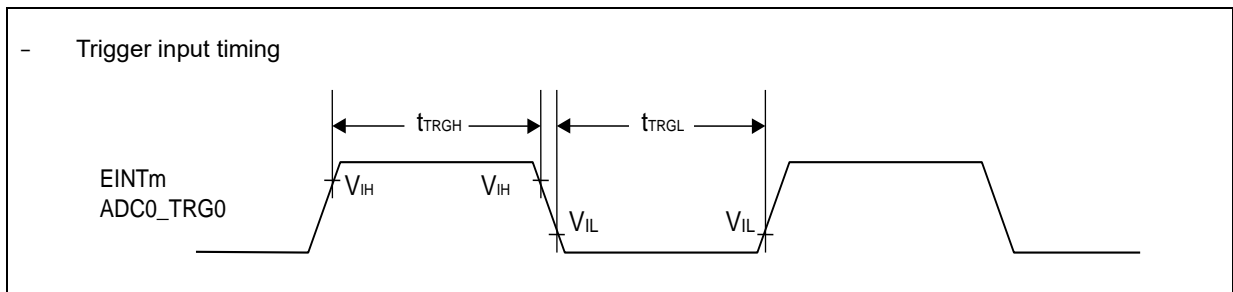 – Trigger input timing
tTRGH tTRGL
EINTm
ADC0_TRG0
VIH VIH
VIL VIL